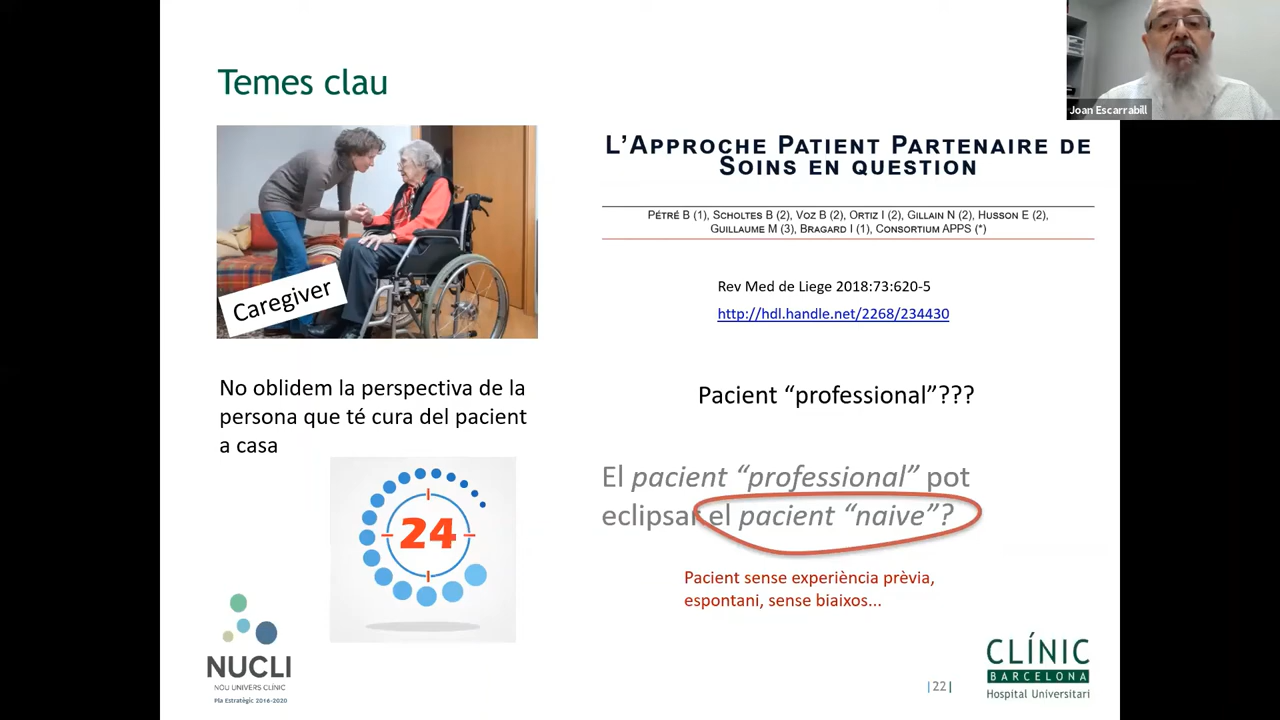 Temes clau
Joan Escarrabill
Caregiver
No oblidem la perspectiva de la
persona que té cura del pacient
a casa
24
L'APPROCHE PATIENT PARTENAIRE DE
SOINS EN QUESTION
PÉTRÉ B (1), SCHOLTES B (2), VOZ B (2), ORTIZ I (2), GILLAIN N (2), HUSSON E (2),
GUILLAUME M (3), BRAGARD I (1), CONSORTIUM APPS (*)
Rev Med de Liege 2018:73:620-5
http://hdl.handle.net/2268/234430
Pacient “professional”???
El pacient “professional” pot
eclipsar el pacient “naive”?
Pacient sense experiència prèvia,
espontani, sense biaixos...
NUCLI
NOU UNIVERS CLÍNIC
Pla Estratègic 2016-2020
|22|
CLÍNIC
BARCELONA
Hospital Universitari